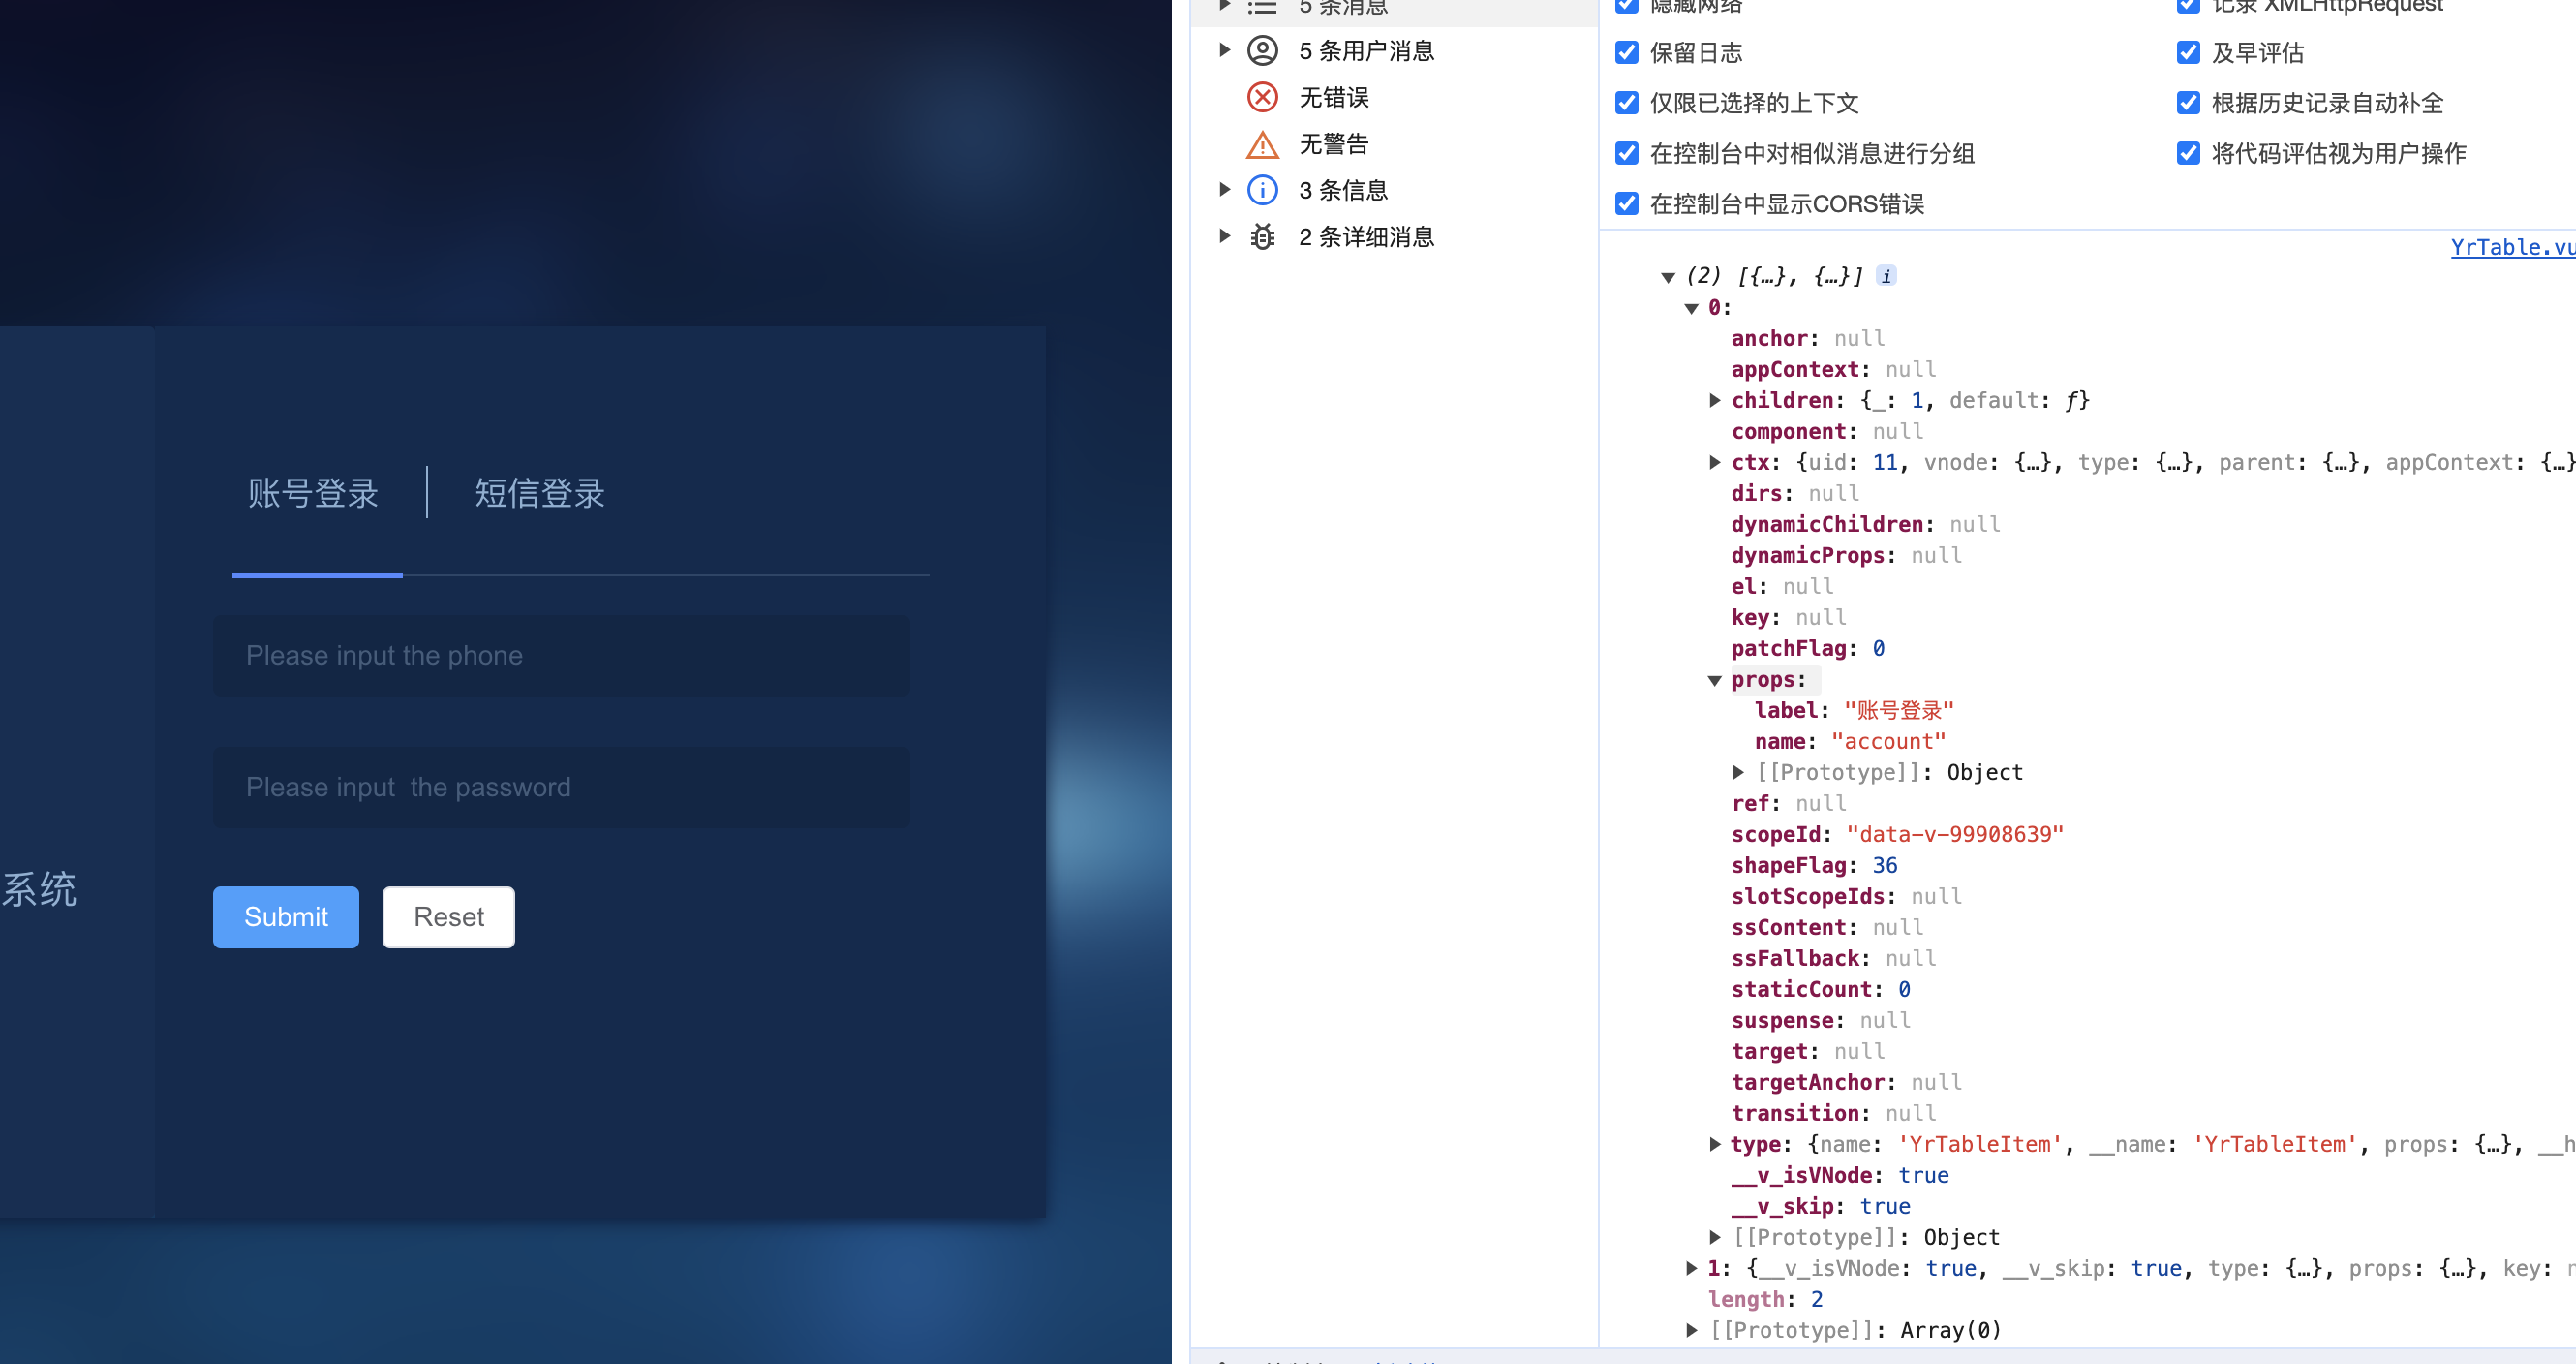 账号登录
短信登录
Please input the phone
Please input  the password
系统
Submit
Reset
5 条消息
5 条用户消息
无错误
无警告
3 条信息
2 条详细消息
隐藏网络
记录 XMLHttpRequest
保留日志
及早评估
仅限已选择的上下文
根据历史记录自动补全
在控制台中对相似消息进行分组
将代码评估视为用户操作
在控制台中显示CORS错误
YrTable.vu
(2) [{…}, {…}] i
0:
anchor: null
appContext: null
children: {_: 1, default: ƒ}
component: null
ctx: {uid: 11, vnode: {…}, type: {…}, parent: {…}, appContext: {…}
dirs: null
dynamicChildren: null
dynamicProps: null
el: null
key: null
patchFlag: 0
props:
label: "账号登录"
name: "account"
[[Prototype]]: Object
ref: null
scopeId: "data-v-99908639"
shapeFlag: 36
slotScopeIds: null
ssContent: null
ssFallback: null
staticCount: 0
suspense: null
target: null
targetAnchor: null
transition: null
type: {name: 'YrTableItem', __name: 'YrTableItem', props: {…}, __h
__v_isVNode: true
__v_skip: true
[[Prototype]]: Object
1: {__v_isVNode: true, __v_skip: true, type: {…}, props: {…}, key:
length: 2
[[Prototype]]: Array(0)